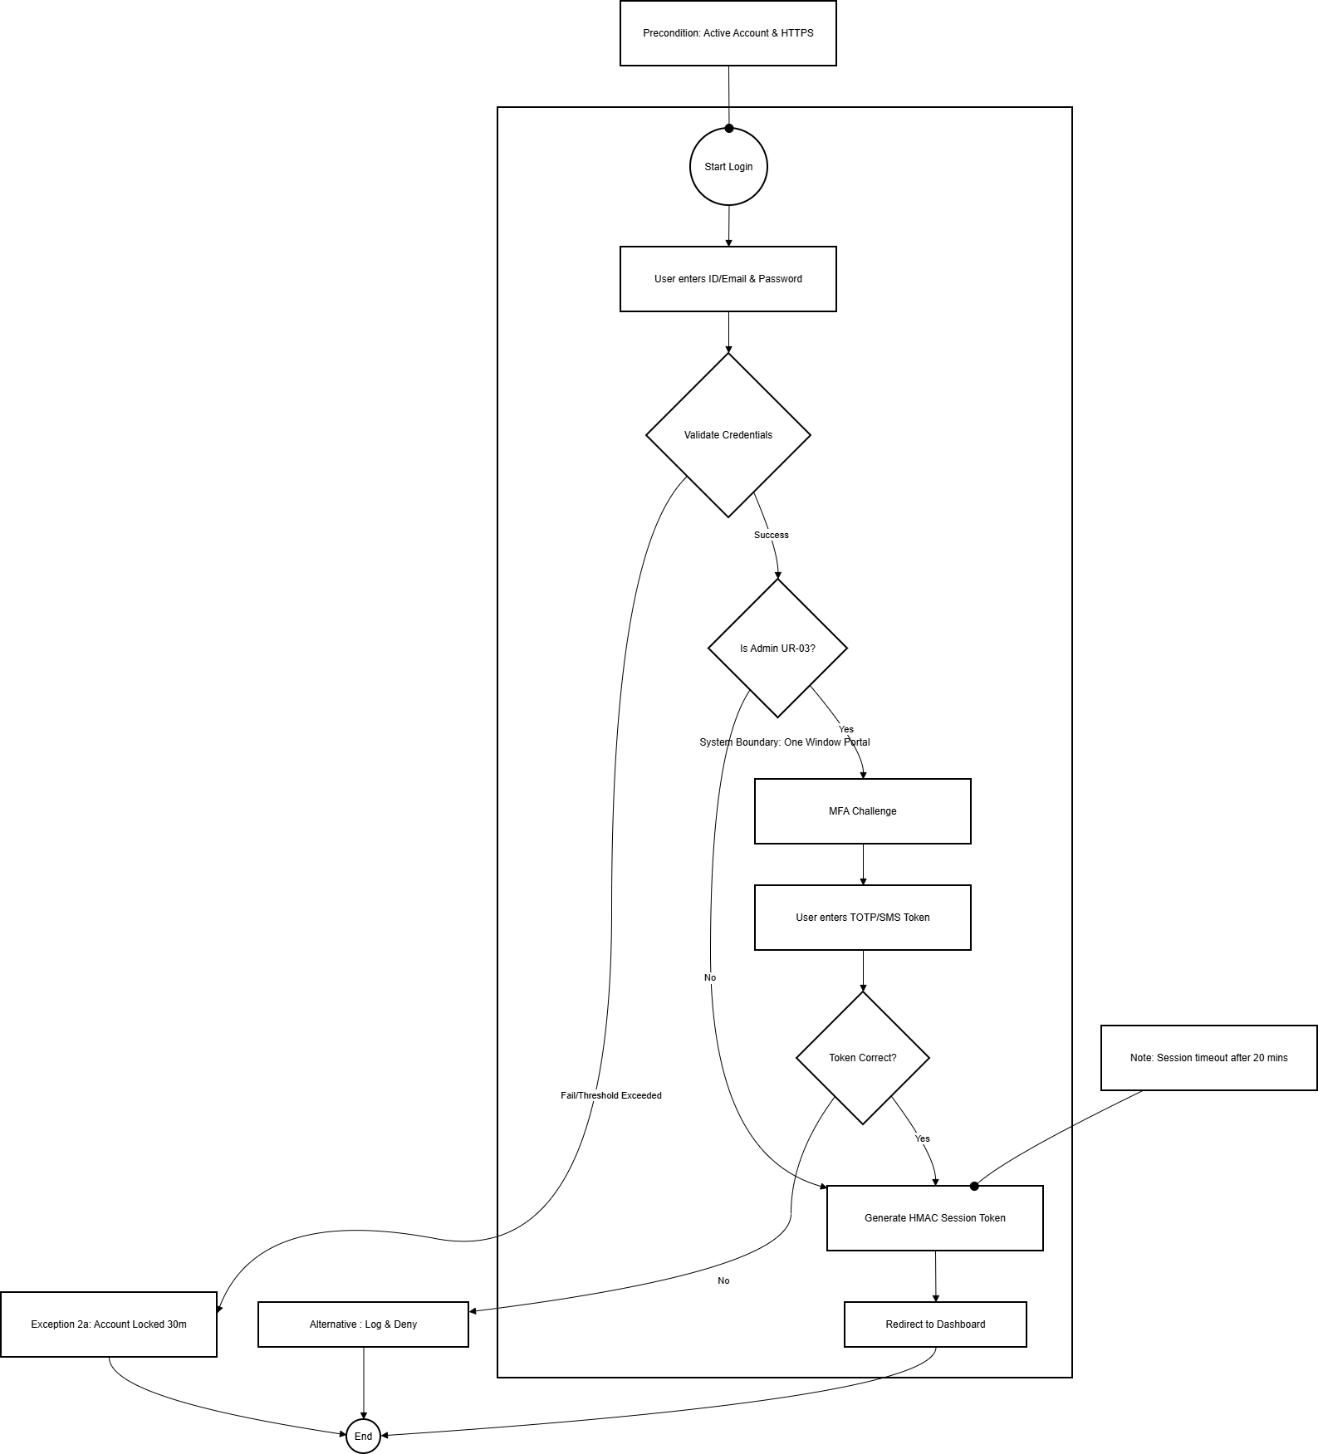 Precondition: Active Account & HTTPS
Start Login
User enters ID/Email & Password
Validate Credentials
Success
Is Admin UR-03?
Yes
System Boundary: One Window Portal
MFA Challenge
User enters TOTP/SMS Token
No
Token Correct?
Note: Session timeout after 20 mins
Fail/Threshold Exceeded
Yes
Generate HMAC Session Token
No
Exception 2a: Account Locked 30m
Alternative : Log & Deny
Redirect to Dashboard
End